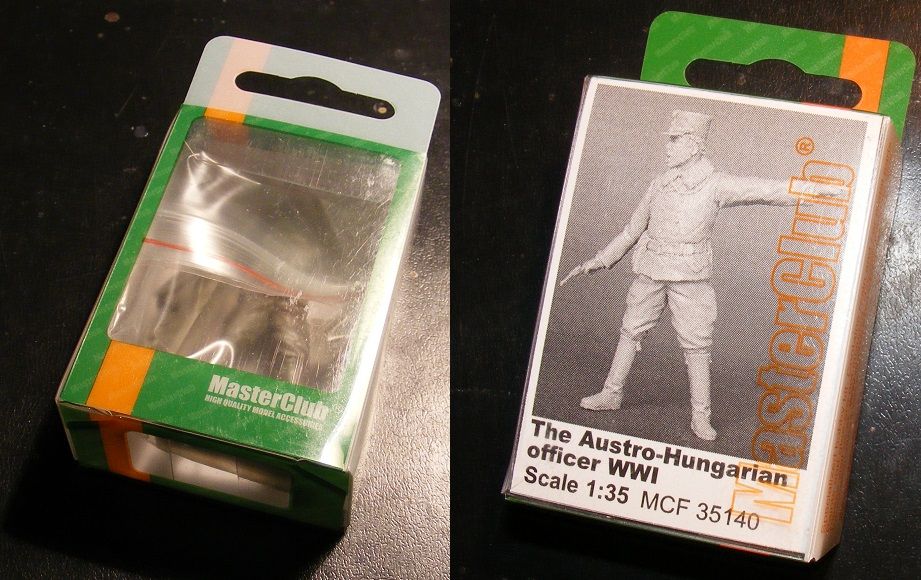 MasterClub
HIGH QUALITY MODEL ACCESSORIES
MasterClub®
The Austro-Hungarian
officer WWI
Scale 1:35 MCF 35140